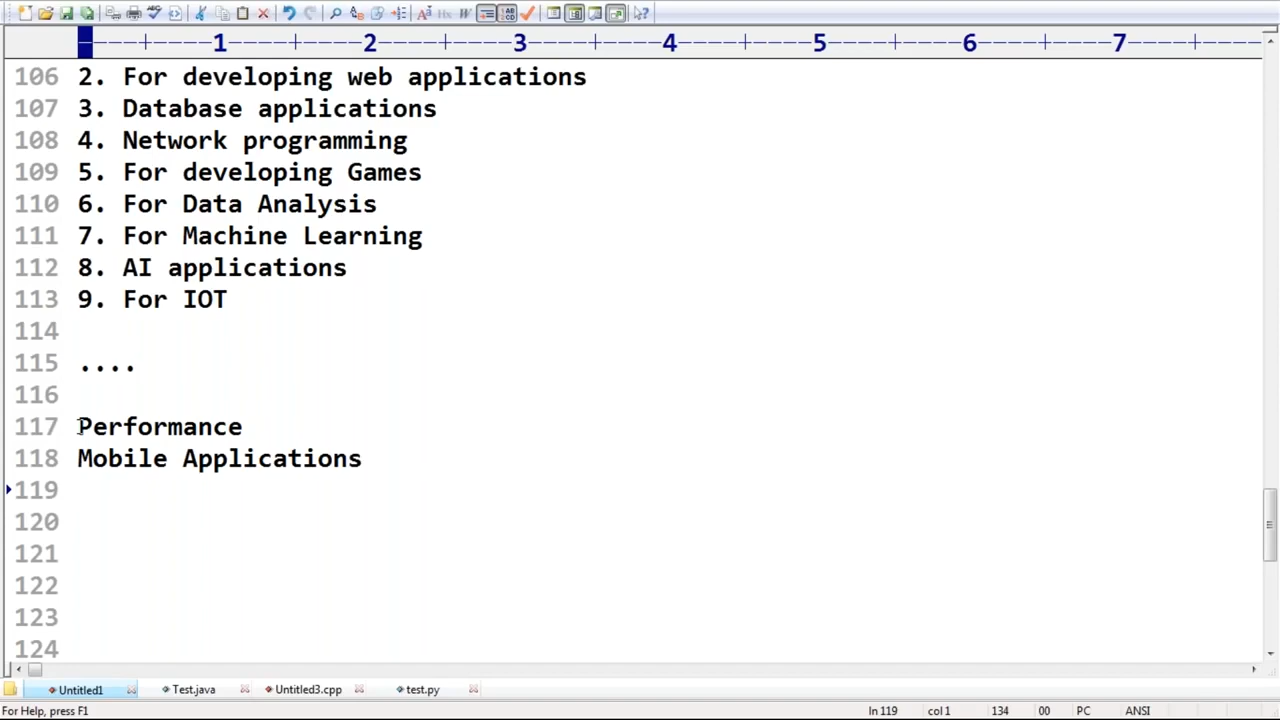 1 2 3 4 5 6 7
106 2. For developing web applications
107 3. Database applications
108 4. Network programming
109 5. For developing Games
110 6. For Data Analysis
111 7. For Machine Learning
112 8. AI applications
113 9. For IOT
114
115 ....
116
117 Performance
118 Mobile Applications
119
120
121
122
123
124
Untitled1 Test.java Untitled3.cpp test.py
For Help, press F1 ln 119 col 1 134 00 PC ANSI